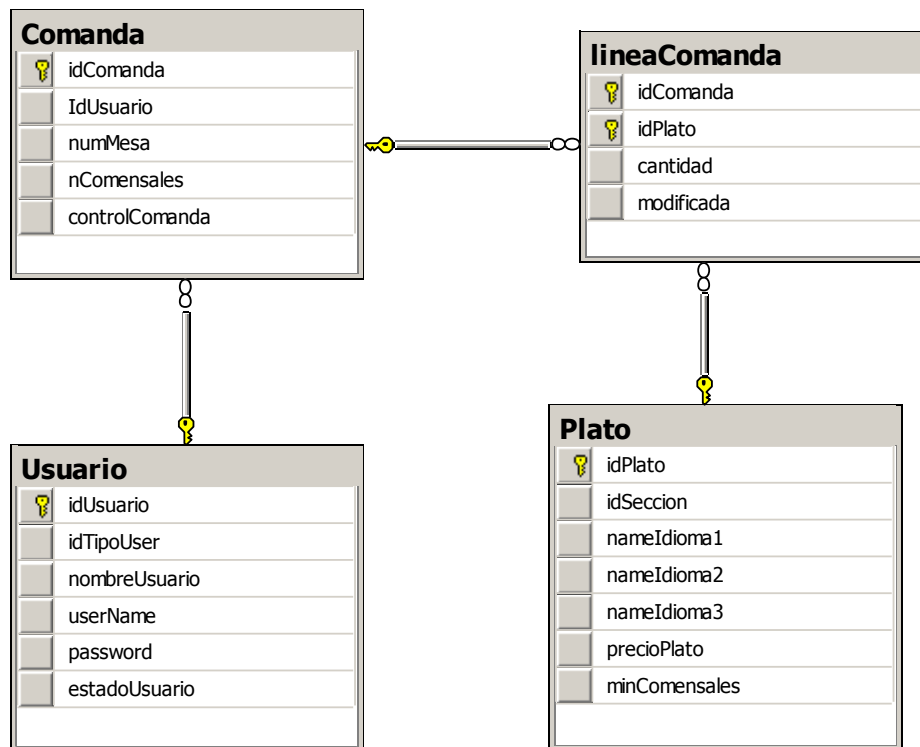 Comanda
idComanda
IdUsuario
numMesa
nComensales
controlComanda
lineaComanda
idComanda
idPlato
cantidad
modificada
Usuario
idUsuario
idTipoUser
nombreUsuario
userName
password
estadoUsuario
Plato
idPlato
idSeccion
nameIdioma1
nameIdioma2
nameIdioma3
precioPlato
minComensales